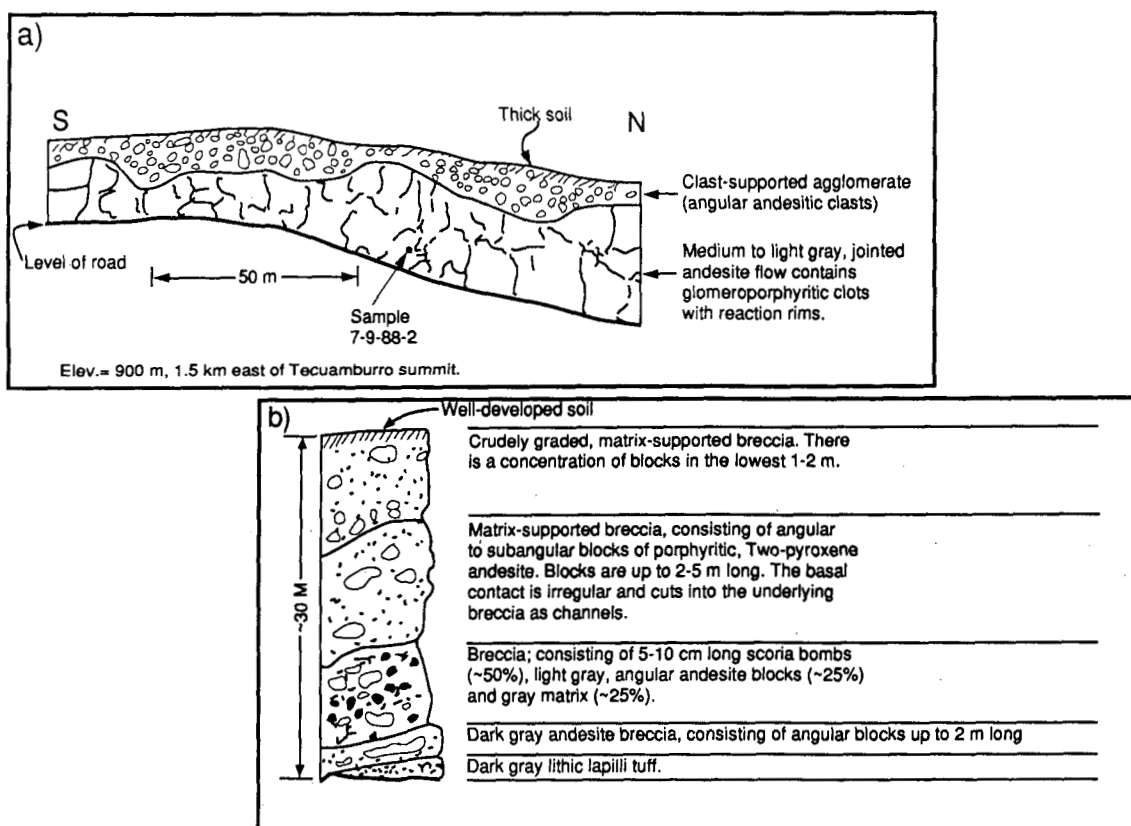 a)
S
Thick soil
N
Clast-supported agglomerate
(angular andesitic clasts)
Level of road
50 m
Medium to light gray, jointed
andesite flow contains
glomeroporphyritic clots
with reaction rims.
Sample
7-9-88-2
Elev.= 900 m, 1.5 km east of Tecuamburro summit.
b)
Well-developed soil
Crudely graded, matrix-supported breccia. There
is a concentration of blocks in the lowest 1-2 m.
Matrix-supported breccia, consisting of angular
to subangular blocks of porphyritic, Two-pyroxene
andesite. Blocks are up to 2-5 m long. The basal
contact is irregular and cuts into the underlying
breccia as channels.
~30 M
Breccia; consisting of 5-10 cm long scoria bombs
(~50%), light gray, angular andesite blocks (~25%)
and gray matrix (~25%).
Dark gray andesite breccia, consisting of angular blocks up to 2 m long
Dark gray lithic lapilli tuff.